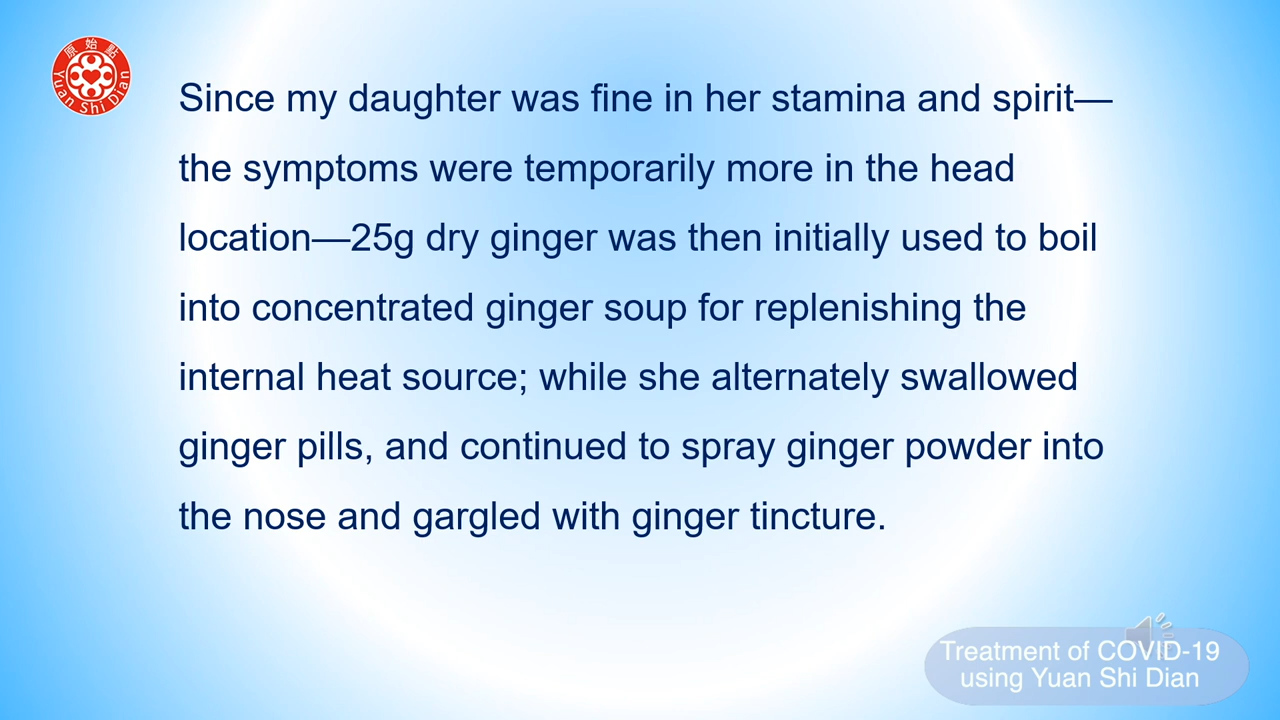 原始點
Yuan Shi Dian
Since my daughter was fine in her stamina and spirit—
the symptoms were temporarily more in the head
location—25g dry ginger was then initially used to boil
into concentrated ginger soup for replenishing the
internal heat source; while she alternately swallowed
ginger pills, and continued to spray ginger powder into
the nose and gargled with ginger tincture.
Treatment of COVID-19
using Yuan Shi Dian